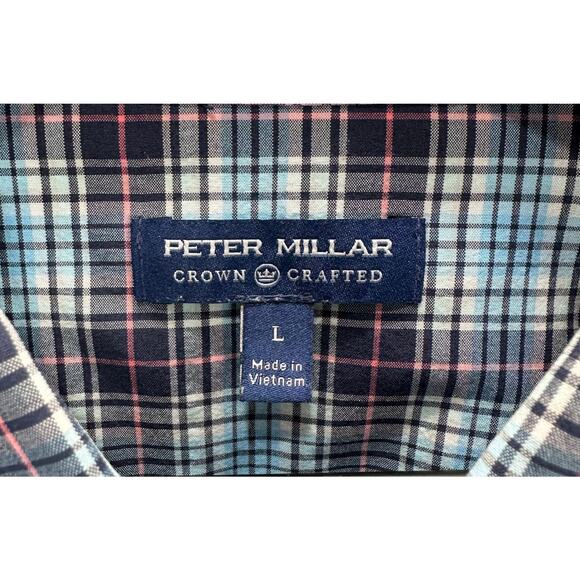 PETER MILLAR
CROWN CRAFTED
L
Made in
Vietnam